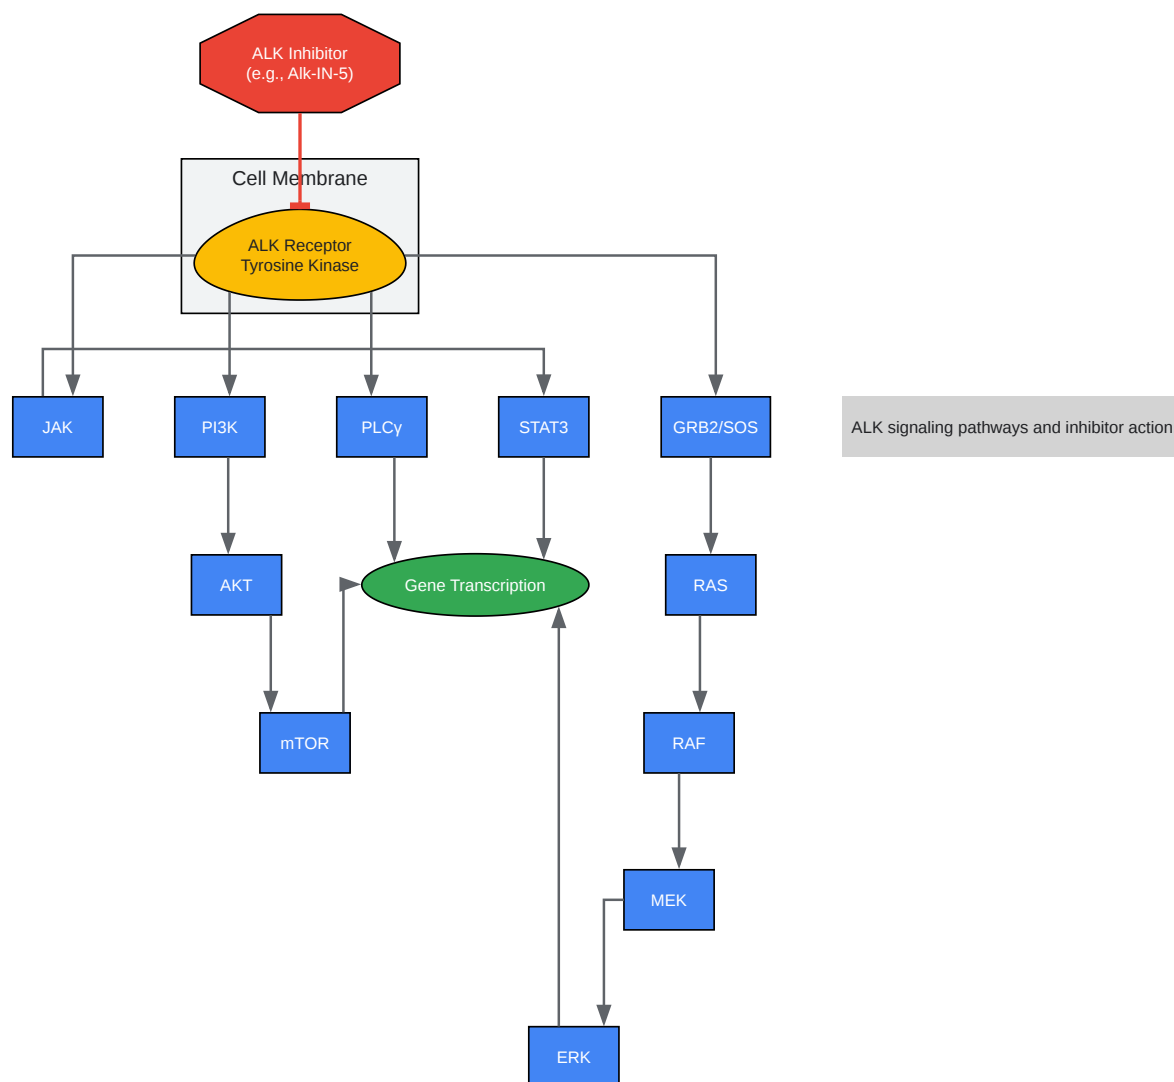 ALK Inhibitor
(e.g., Alk-IN-5)
Cell Membrane
ALK Receptor
Tyrosine Kinase
JAK
PI3K
PLCγ
STAT3
GRB2/SOS
ALK signaling pathways and inhibitor action
AKT
Gene Transcription
RAS
mTOR
RAF
MEK
ERK